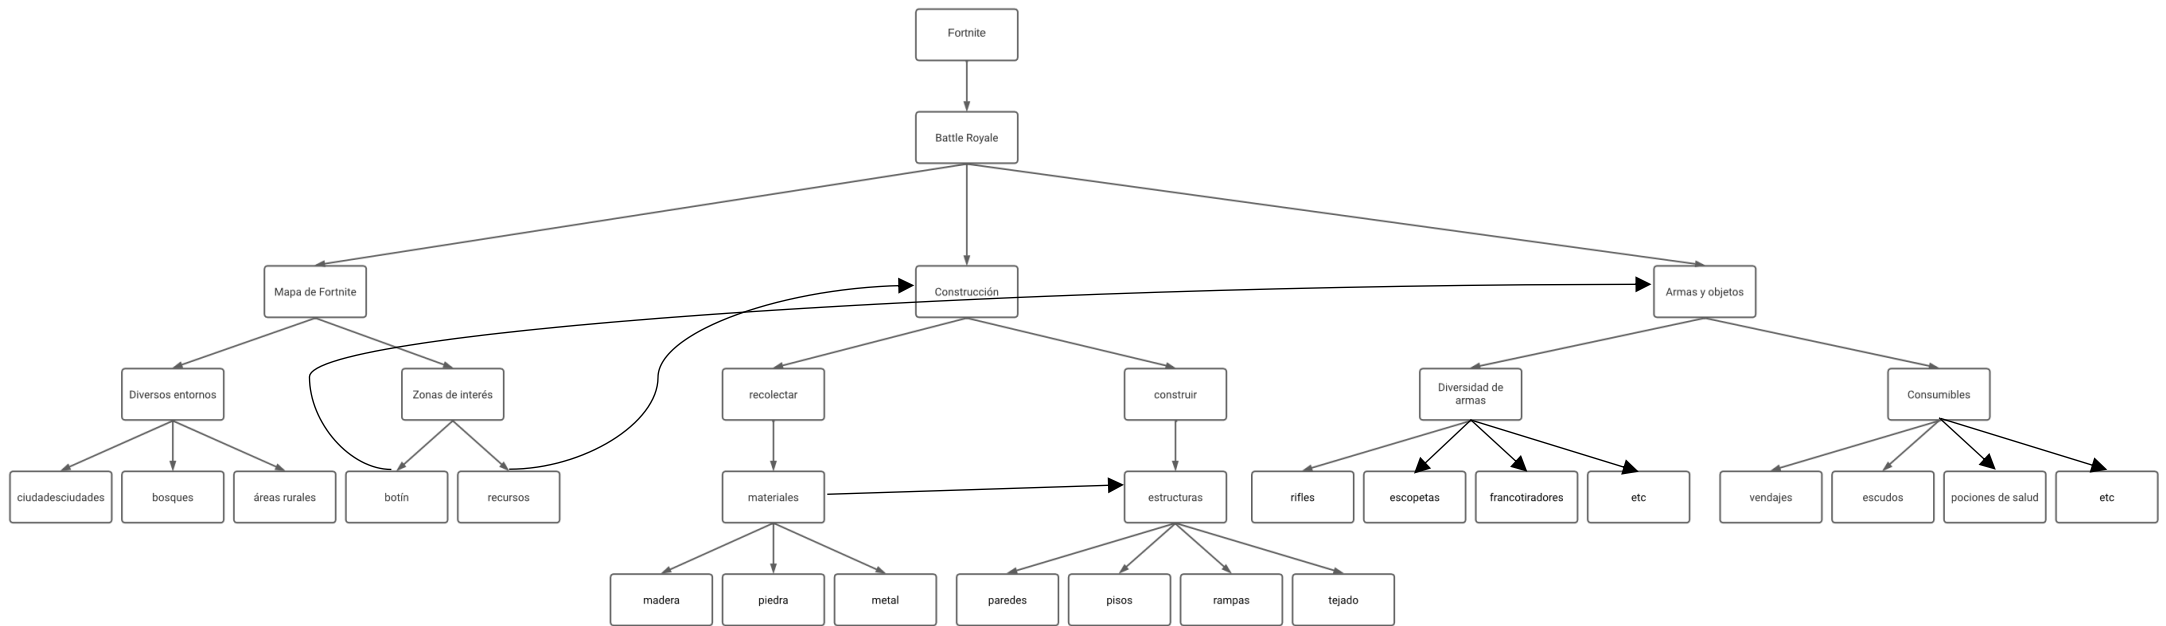 Fortnite
Battle Royale
Mapa de Fortnite
Construcción
Armas y objetos
Diversos entornos
Zonas de interés
recolectar
construir
Diversidad de
armas
Consumibles
ciudadesciudades
bosques
áreas rurales
botín
recursos
materiales
estructuras
rifles
escopetas
francotiradores
etc
vendajes
escudos
pociones de salud
etc
madera
piedra
metal
paredes
pisos
rampas
tejado